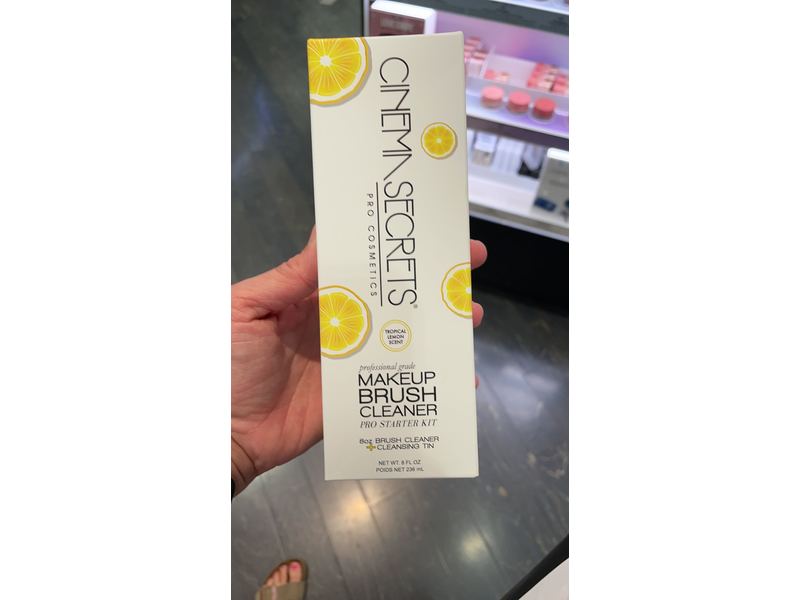 CINEMA SECRETS®
PRO COSMETICS
TROPICAL
LEMON
SCENT
professional grade
MAKEUP
BRUSH
CLEANER
PRO STARTER KIT
8oz BRUSH CLEANER
+CLEANSING TIN
NET WT. 8 FL OZ
POIDS NET 236 mL